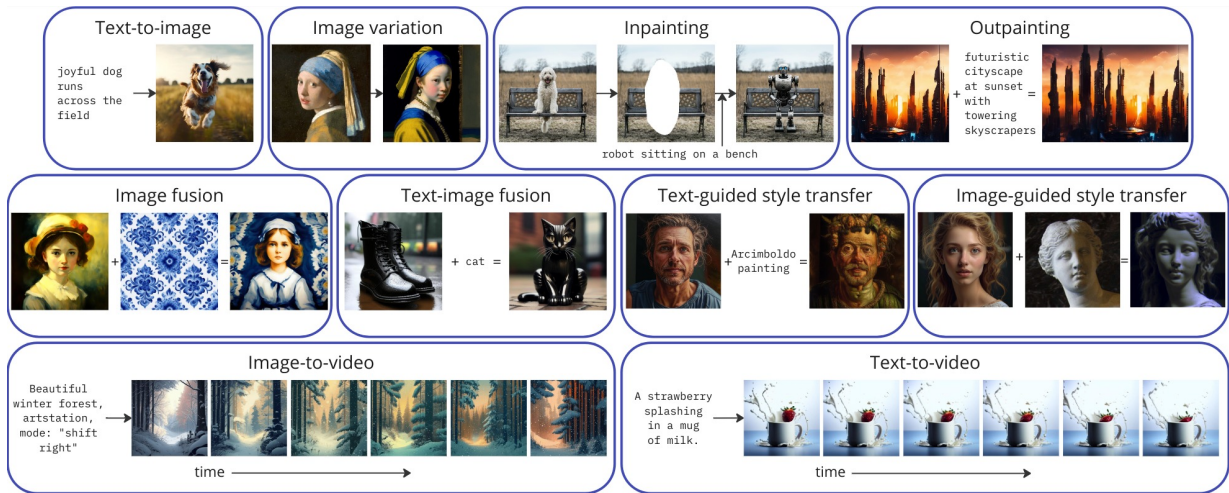 Text-to-image
joyful dog
runs
across the
field
Image variation
Inpainting
robot sitting on a bench
Outpainting
+
futuristic
cityscape
at sunset
with
towering
skyscrapers
=
Image fusion
+
=
Text-image fusion
+ cat =
Text-guided style transfer
+Arcimboldo=
painting
Image-guided style transfer
+
=
Image-to-video
Beautiful
winter forest,
artstation,
mode: "shift
right"
time
Text-to-video
A strawberry
splashing
in a mug
of milk.
time